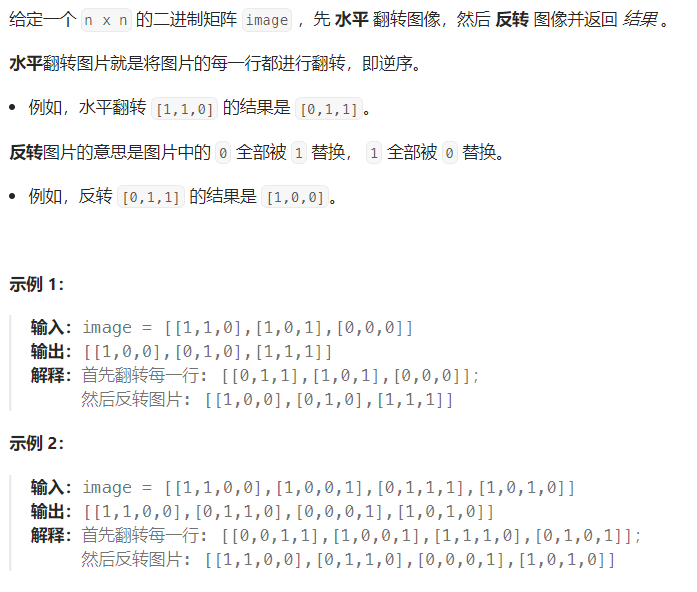 给定一个 n x n 的二进制矩阵 image ，先 水平 翻转图像，然后 反转 图像并返回 结果 。
水平翻转图片就是将图片的每一行都进行翻转，即逆序。
• 例如，水平翻转 [1,1,0] 的结果是 [0,1,1]。
反转图片的意思是图片中的 0 全部被 1 替换， 1 全部被 0 替换。
• 例如，反转 [0,1,1] 的结果是 [1,0,0]。
示例 1：
输入：image = [[1,1,0],[1,0,1],[0,0,0]]
输出：[[1,0,0],[0,1,0],[1,1,1]]
解释：首先翻转每一行: [[0,1,1],[1,0,1],[0,0,0]]；
然后反转图片: [[1,0,0],[0,1,0],[1,1,1]]
示例 2：
输入：image = [[1,1,0,0],[1,0,0,1],[0,1,1,1],[1,0,1,0]]
输出：[[1,1,0,0],[0,1,1,0],[0,0,0,1],[1,0,1,0]]
解释：首先翻转每一行: [[0,0,1,1],[1,0,0,1],[1,1,1,0],[0,1,0,1]]；
然后反转图片: [[1,1,0,0],[0,1,1,0],[0,0,0,1],[1,0,1,0]]